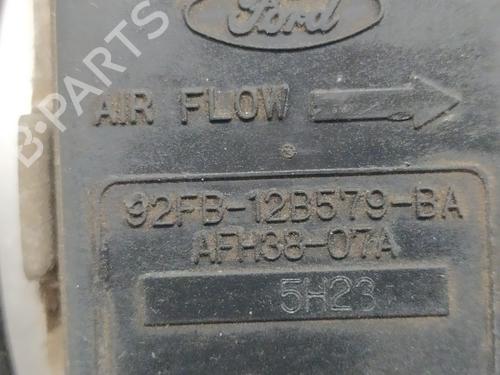 Ford
AIR FLOW
B-PARTS
92FB-12B579-BA
AFH38-07A
5H23